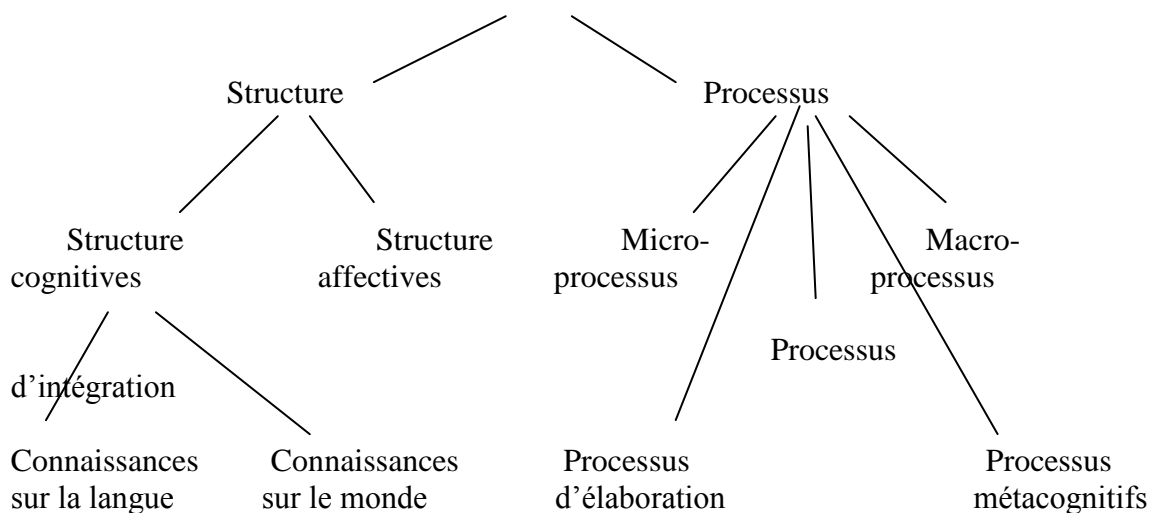 Structure Processus
Structure Structure Micro- Macro-
cognitives affectives processus processus
Processus
d’intégration
Connaissances Connaissances Processus Processus
sur la langue sur le monde d’élaboration métacognitifs